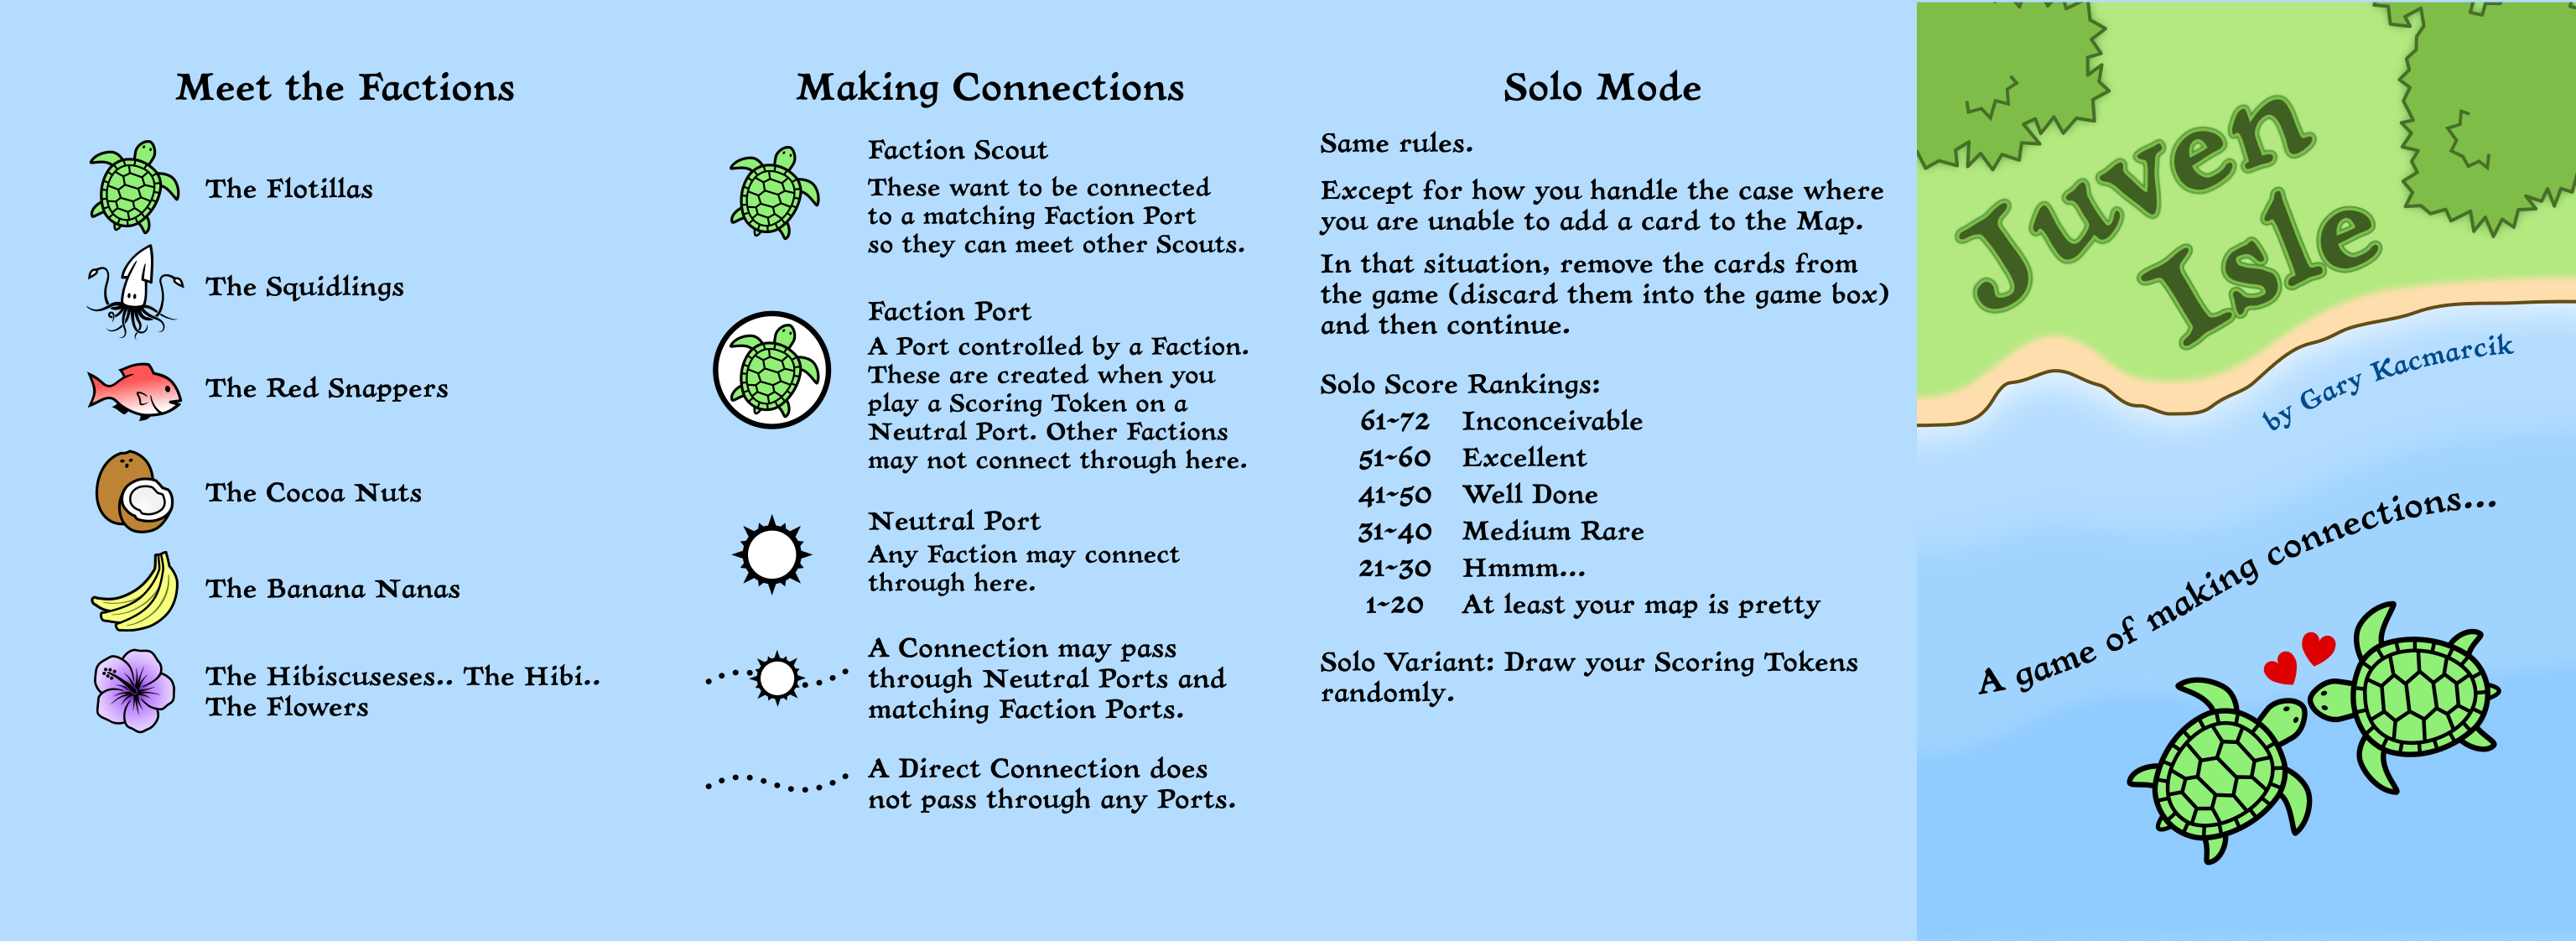 Meet the Factions
The Flotillas
The Squidlings
The Red Snappers
The Cocoa Nuts
The Banana Nanas
The Hibiscuseses.. The Hibi..
The Flowers
Making Connections
Faction Scout
These want to be connected
to a matching Faction Port
so they can meet other Scouts.
Faction Port
A Port controlled by a Faction.
These are created when you
play a Scoring Token on a
Neutral Port. Other Factions
may not connect through here.
Neutral Port
Any Faction may connect
through here.
A Connection may pass
through Neutral Ports and
matching Faction Ports.
A Direct Connection does
not pass through any Ports.
Solo Mode
Same rules.
Except for how you handle the case where
you are unable to add a card to the Map.
In that situation, remove the cards from
the game (discard them into the game box)
and then continue.
Solo Score Rankings:
61~72 Inconceivable
51~60 Excellent
41~50 Well Done
31~40 Medium Rare
21~30 Hmmm...
1~20 At least your map is pretty
Solo Variant: Draw your Scoring Tokens
randomly.
Juven
Isle
by Gary Kacmarcik
A game of making connections...